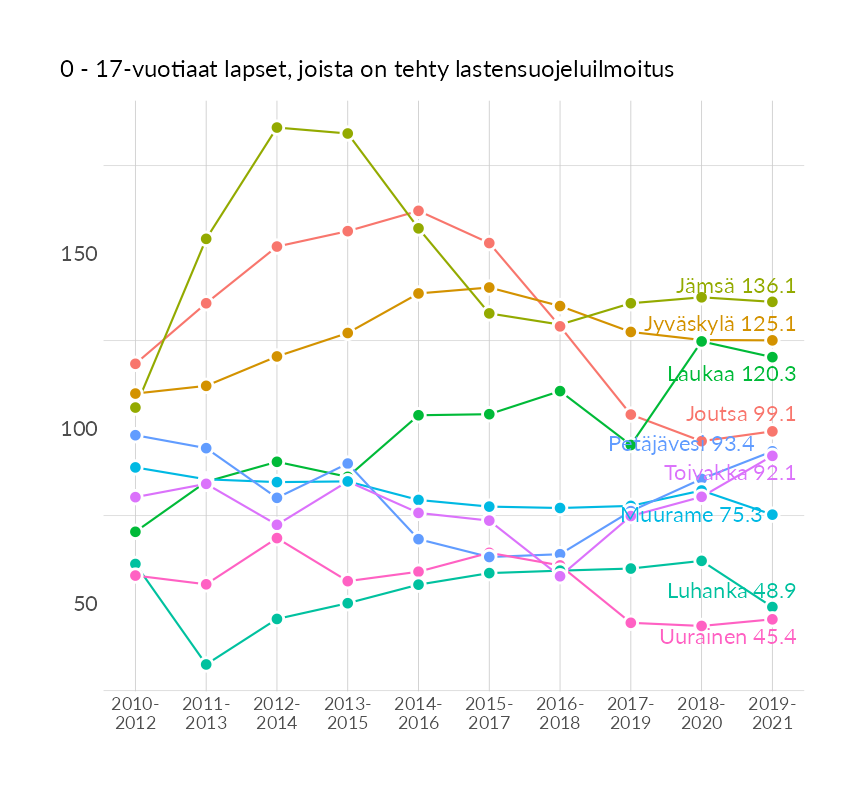 0 - 17-vuotiaat lapset, joista on tehty lastensuojeluilmoitus
150
100
50
Jämsä 136.1
Jyväskylä 125.1
Laukaa 120.3
Joutsa 99.1
Petäjävesi 93.4
Toivakka 92.1
Muurame 75.3
Luhanka 48.9
Uurainen 45.4
2010- 2011- 2012- 2013- 2014- 2015- 2016- 2017- 2018- 2019-
2012 2013 2014 2015 2016 2017 2018 2019 2020 2021